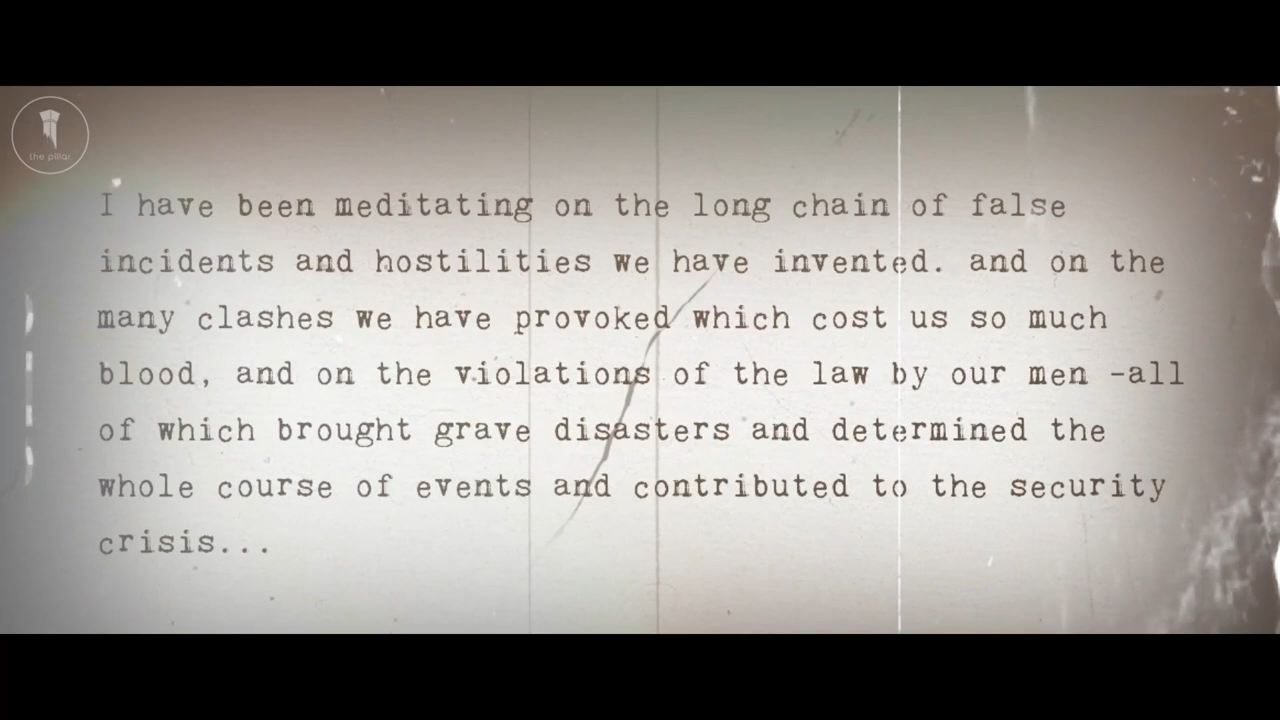 the pillar
I have been meditating on the long chain of false
incidents and hostilities we have invented. and on the
many clashes we have provoked which cost us so much
blood, and on the violations of the law by our men -all
of which brought grave disasters and determined the
whole course of events and contributed to the security
crisis...